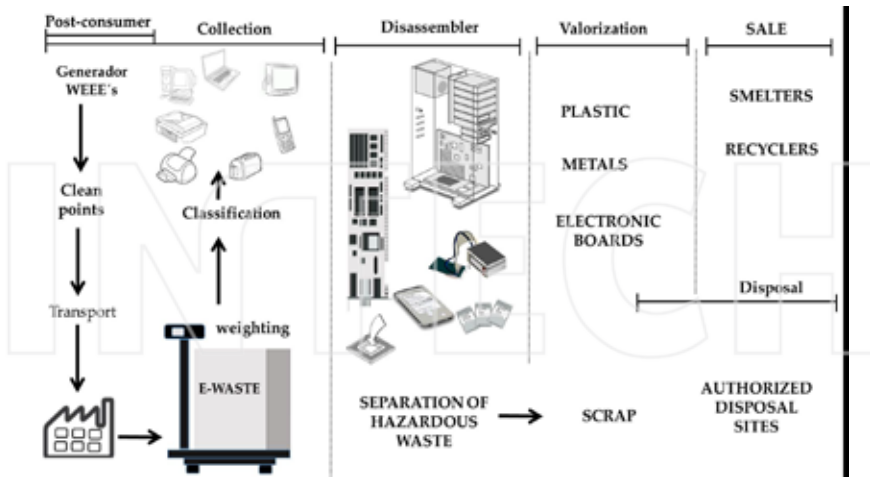 Post-consumer
Collection
Disassembler
Valorization
SALE
Generador
WEEE´s
Clean
points
Transport
Classification
weighting
E-WASTE
SEPARATION OF
HAZARDOUS
WASTE
PLASTIC
METALS
ELECTRONIC
BOARDS
SCRAP
SMELTERS
RECYCLERS
Disposal
AUTHORIZED
DISPOSAL
SITES
INTECH